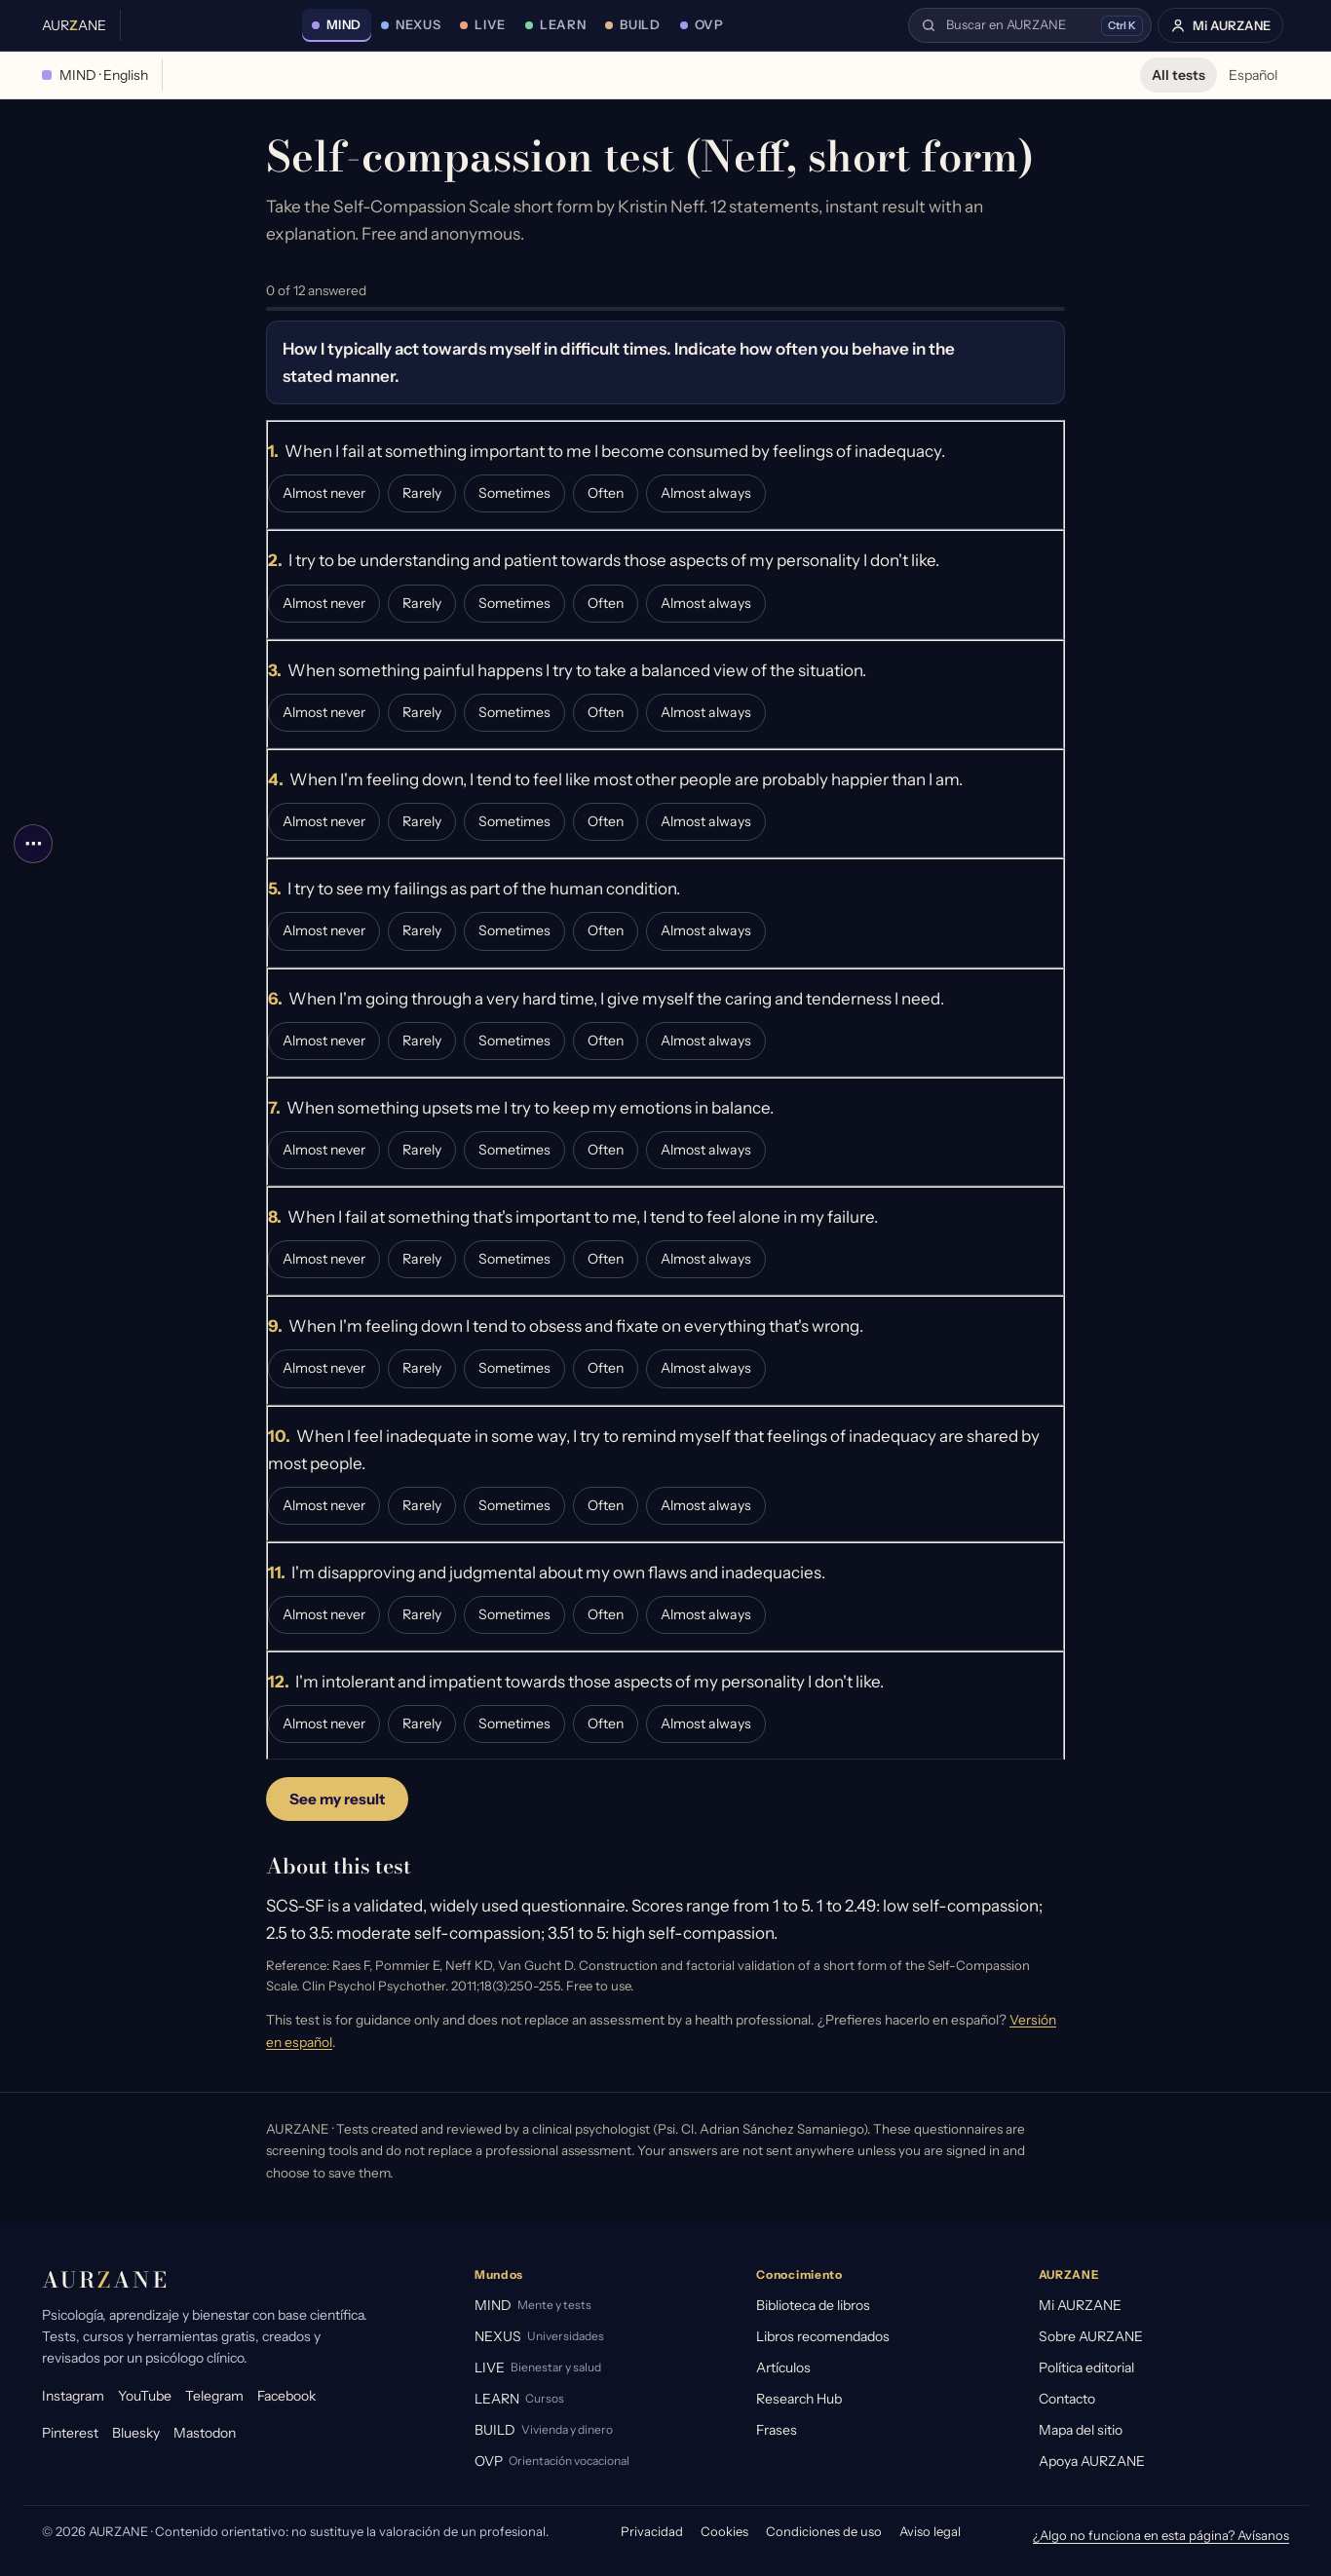 AURZANE
MIND
NEXUS
LIVE
LEARN
BUILD
OVP
Buscar en AURZANE
Ctrl K
Mi AURZANE
MIND · English
All tests
Español
Self-compassion test (Neff, short form)
Take the Self-Compassion Scale short form by Kristin Neff. 12 statements, instant result with an
explanation. Free and anonymous.
0 of 12 answered
How I typically act towards myself in difficult times. Indicate how often you behave in the
stated manner.
1. When I fail at something important to me I become consumed by feelings of inadequacy.
Almost never Rarely Sometimes Often Almost always
2. I try to be understanding and patient towards those aspects of my personality I don't like.
Almost never Rarely Sometimes Often Almost always
3. When something painful happens I try to take a balanced view of the situation.
Almost never Rarely Sometimes Often Almost always
4. When I'm feeling down, I tend to feel like most other people are probably happier than I am.
Almost never Rarely Sometimes Often Almost always
5. I try to see my failings as part of the human condition.
Almost never Rarely Sometimes Often Almost always
6. When I'm going through a very hard time, I give myself the caring and tenderness I need.
Almost never Rarely Sometimes Often Almost always
7. When something upsets me I try to keep my emotions in balance.
Almost never Rarely Sometimes Often Almost always
8. When I fail at something that's important to me, I tend to feel alone in my failure.
Almost never Rarely Sometimes Often Almost always
9. When I'm feeling down I tend to obsess and fixate on everything that's wrong.
Almost never Rarely Sometimes Often Almost always
10. When I feel inadequate in some way, I try to remind myself that feelings of inadequacy are shared by
most people.
Almost never Rarely Sometimes Often Almost always
11. I'm disapproving and judgmental about my own flaws and inadequacies.
Almost never Rarely Sometimes Often Almost always
12. I'm intolerant and impatient towards those aspects of my personality I don't like.
Almost never Rarely Sometimes Often Almost always
See my result
About this test
SCS-SF is a validated, widely used questionnaire. Scores range from 1 to 5. 1 to 2.49: low self-compassion;
2.5 to 3.5: moderate self-compassion; 3.51 to 5: high self-compassion.
Reference: Raes F, Pommier E, Neff KD, Van Gucht D. Construction and factorial validation of a short form of the Self-Compassion
Scale. Clin Psychol Psychother. 2011;18(3):250-255. Free to use.
This test is for guidance only and does not replace an assessment by a health professional. ¿Prefieres hacerlo en español? Versión
en español.
AURZANE · Tests created and reviewed by a clinical psychologist (Psi. Cl. Adrian Sánchez Samaniego). These questionnaires are
screening tools and do not replace a professional assessment. Your answers are not sent anywhere unless you are signed in and
choose to save them.
AURZANE
Psicología, aprendizaje y bienestar con base científica.
Tests, cursos y herramientas gratis, creados y
revisados por un psicólogo clínico.
Instagram YouTube Telegram Facebook
Pinterest Bluesky Mastodon
Mundos
MIND Mente y tests
NEXUS Universidades
LIVE Bienestar y salud
LEARN Cursos
BUILD Vivienda y dinero
OVP Orientación vocacional
Conocimiento
Biblioteca de libros
Libros recomendados
Artículos
Research Hub
Frases
AURZANE
Mi AURZANE
Sobre AURZANE
Política editorial
Contacto
Mapa del sitio
Apoya AURZANE
© 2026 AURZANE · Contenido orientativo: no sustituye la valoración de un profesional.
Privacidad Cookies Condiciones de uso Aviso legal
¿Algo no funciona en esta página? Avísanos